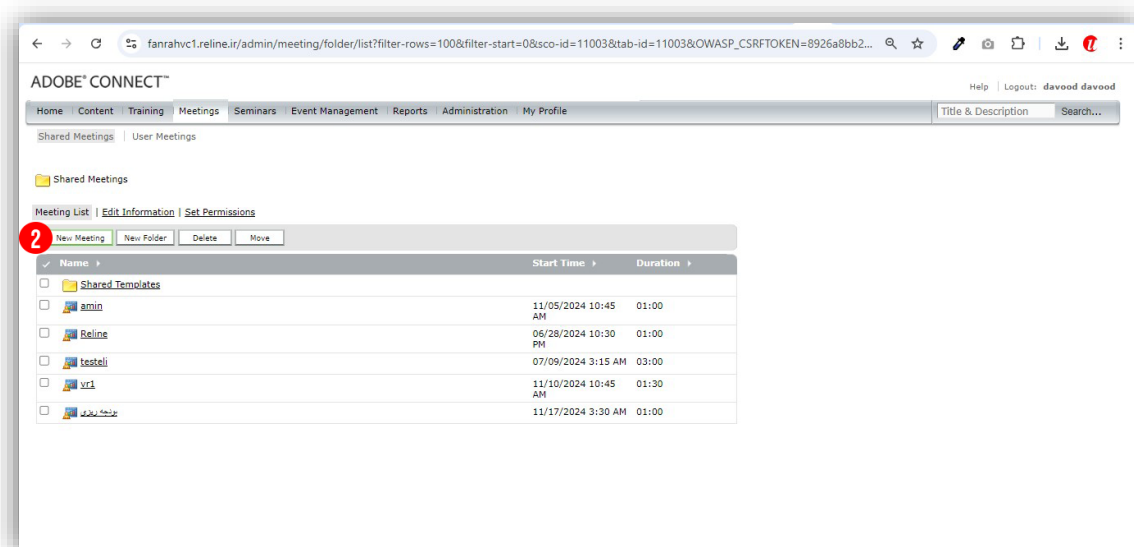 fanrahvc1.reline.ir/admin/meeting/folder/list?filter-rows=100&filter-start=0&sco-id=11003&tab-id=11003&OWASP_CSRFTOKEN=8926a8bb2...
ADOBE® CONNECT™
Help | Logout: davood davood
Home Content Training Meetings Seminars Event Management Reports Administration My Profile Title & Description Search...
Shared Meetings | User Meetings
Shared Meetings
Meeting List | Edit Information | Set Permissions
2 New Meeting New Folder Delete Move
Name Start Time Duration
Shared Templates
amin 11/05/2024 10:45 AM 01:00
Reline 06/28/2024 10:30 PM 01:00
testeli 07/09/2024 3:15 AM 03:00
vr1 11/10/2024 10:45 AM 01:30
11/17/2024 3:30 AM 01:00